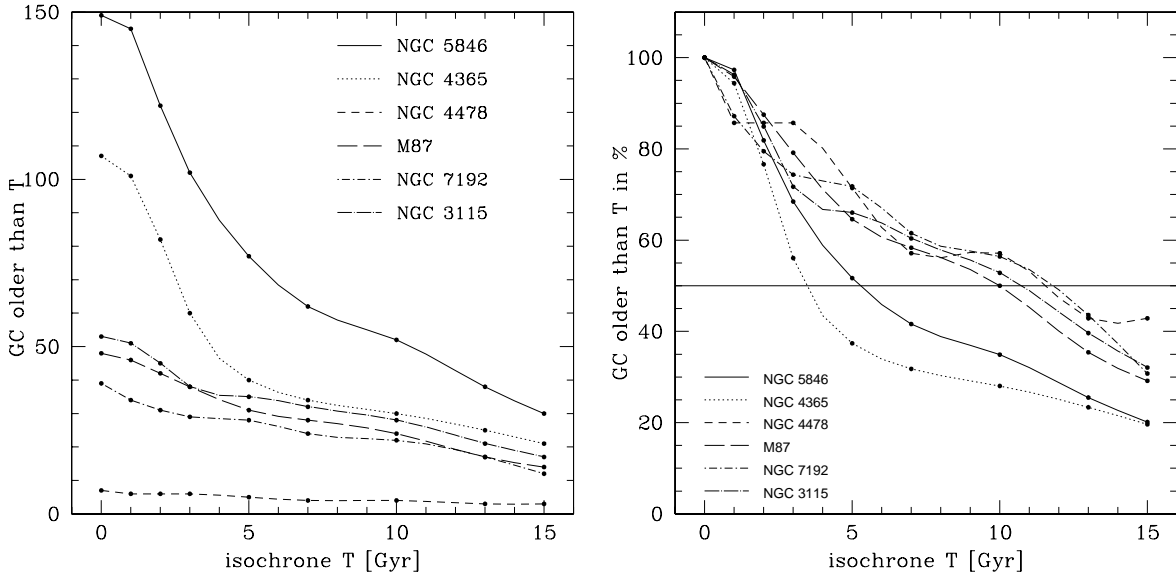 150
100
50
0
GC older than T
NGC 5846
NGC 4365
NGC 4478
M87
NGC 7192
NGC 3115
0
5
10
15
isochrone T [Gyr]
100
80
60
40
20
0
GC older than T in %
NGC 5846
NGC 4365
NGC 4478
M87
NGC 7192
NGC 3115
0
5
10
15
isochrone T [Gyr]